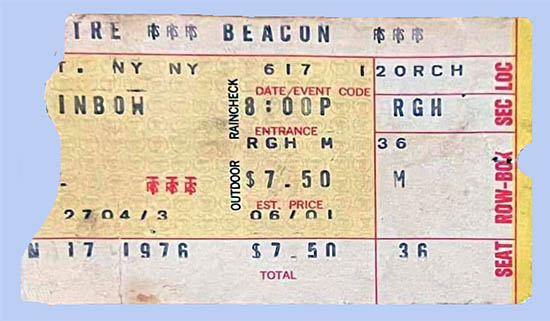 TRE BEACON
T. NY NY 617 12ORCH
DATE/EVENT CODE
INBOW 8:00P RGH
ENTRANCE
RGH M 36
$7.50 M
EST. PRICE
2704/3 06/01
N 17 1976 $7.50 36
TOTAL
OUTDOOR RAINCHECK
SEAT ROW-BOX SEC LOC